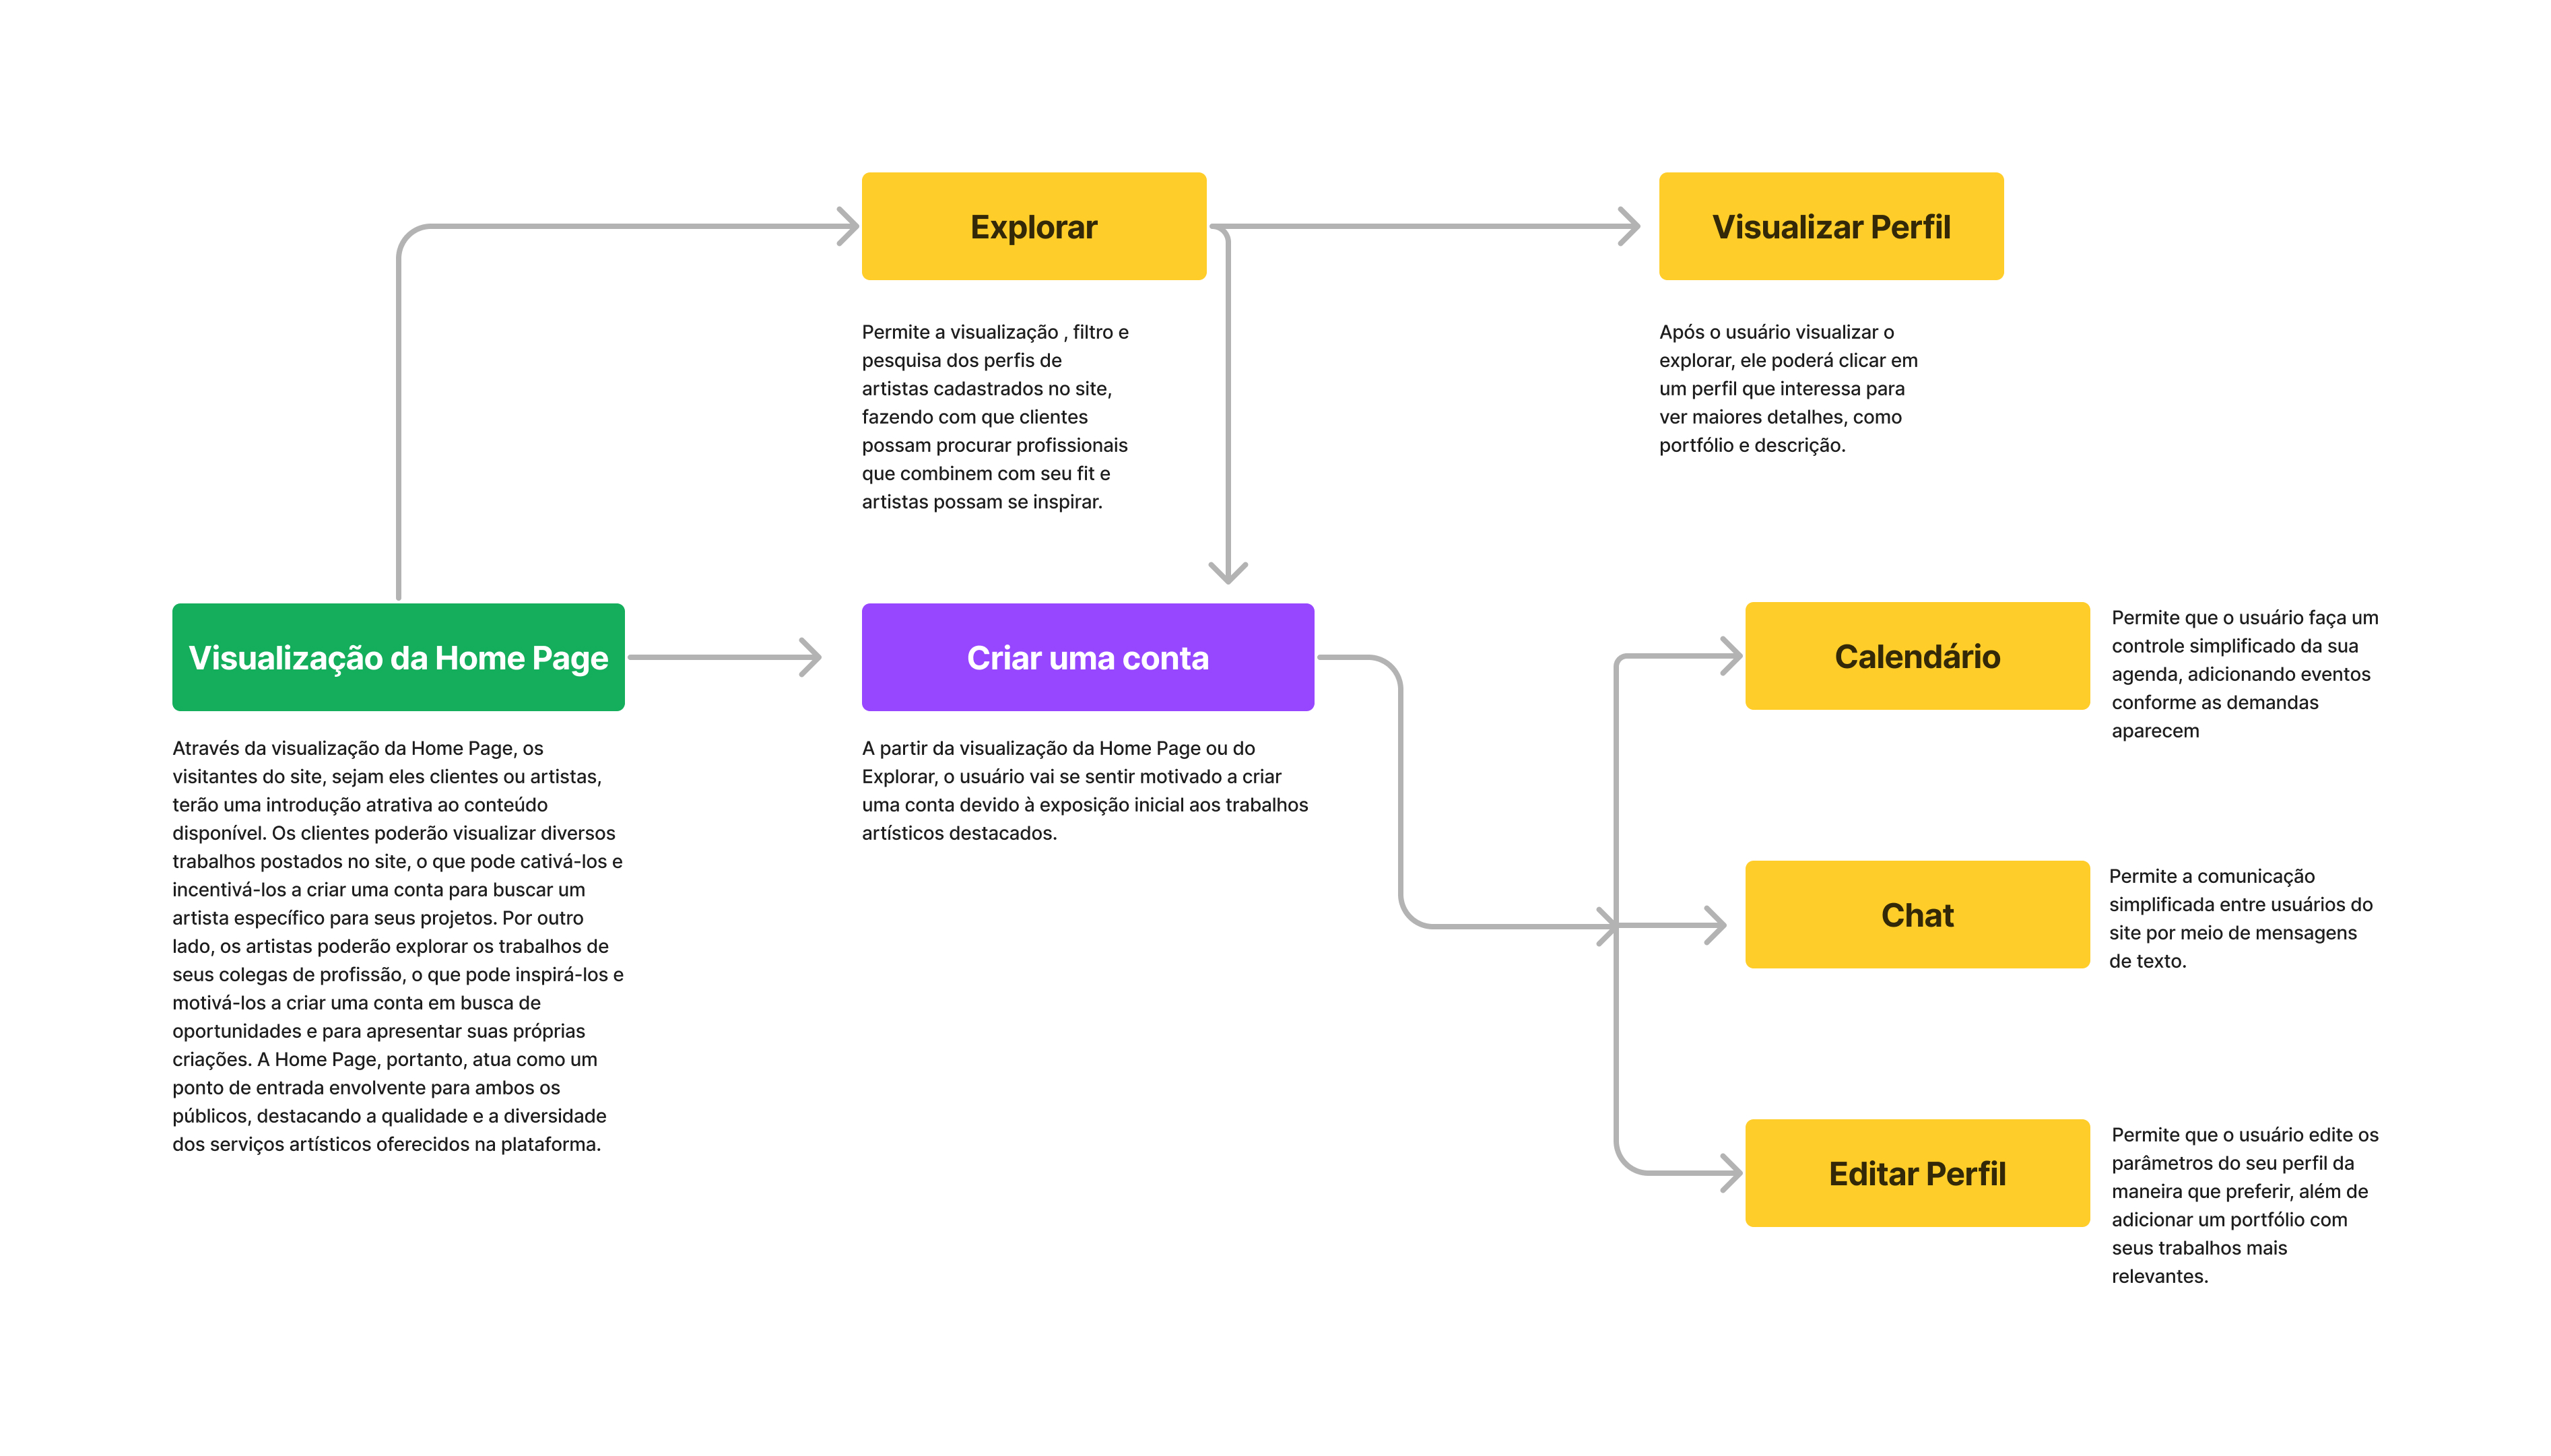 Explorar
Permite a visualização , filtro e
pesquisa dos perfis de
artistas cadastrados no site,
fazendo com que clientes
possam procurar profissionais
que combinem com seu fit e
artistas possam se inspirar.
Visualizar Perfil
Após o usuário visualizar o
explorar, ele poderá clicar em
um perfil que interessa para
ver maiores detalhes, como
portfólio e descrição.
Visualização da Home Page
Através da visualização da Home Page, os
visitantes do site, sejam eles clientes ou artistas,
terão uma introdução atrativa ao conteúdo
disponível. Os clientes poderão visualizar diversos
trabalhos postados no site, o que pode cativá-los e
incentivá-los a criar uma conta para buscar um
artista específico para seus projetos. Por outro
lado, os artistas poderão explorar os trabalhos de
seus colegas de profissão, o que pode inspirá-los e
motivá-los a criar uma conta em busca de
oportunidades e para apresentar suas próprias
criações. A Home Page, portanto, atua como um
ponto de entrada envolvente para ambos os
públicos, destacando a qualidade e a diversidade
dos serviços artísticos oferecidos na plataforma.
Criar uma conta
A partir da visualização da Home Page ou do
Explorar, o usuário vai se sentir motivado a criar
uma conta devido à exposição inicial aos trabalhos
artísticos destacados.
Calendário
Permite que o usuário faça um
controle simplificado da sua
agenda, adicionando eventos
conforme as demandas
aparecem
Chat
Permite a comunicação
simplificada entre usuários do
site por meio de mensagens
de texto.
Editar Perfil
Permite que o usuário edite os
parâmetros do seu perfil da
maneira que preferir, além de
adicionar um portfólio com
seus trabalhos mais
relevantes.